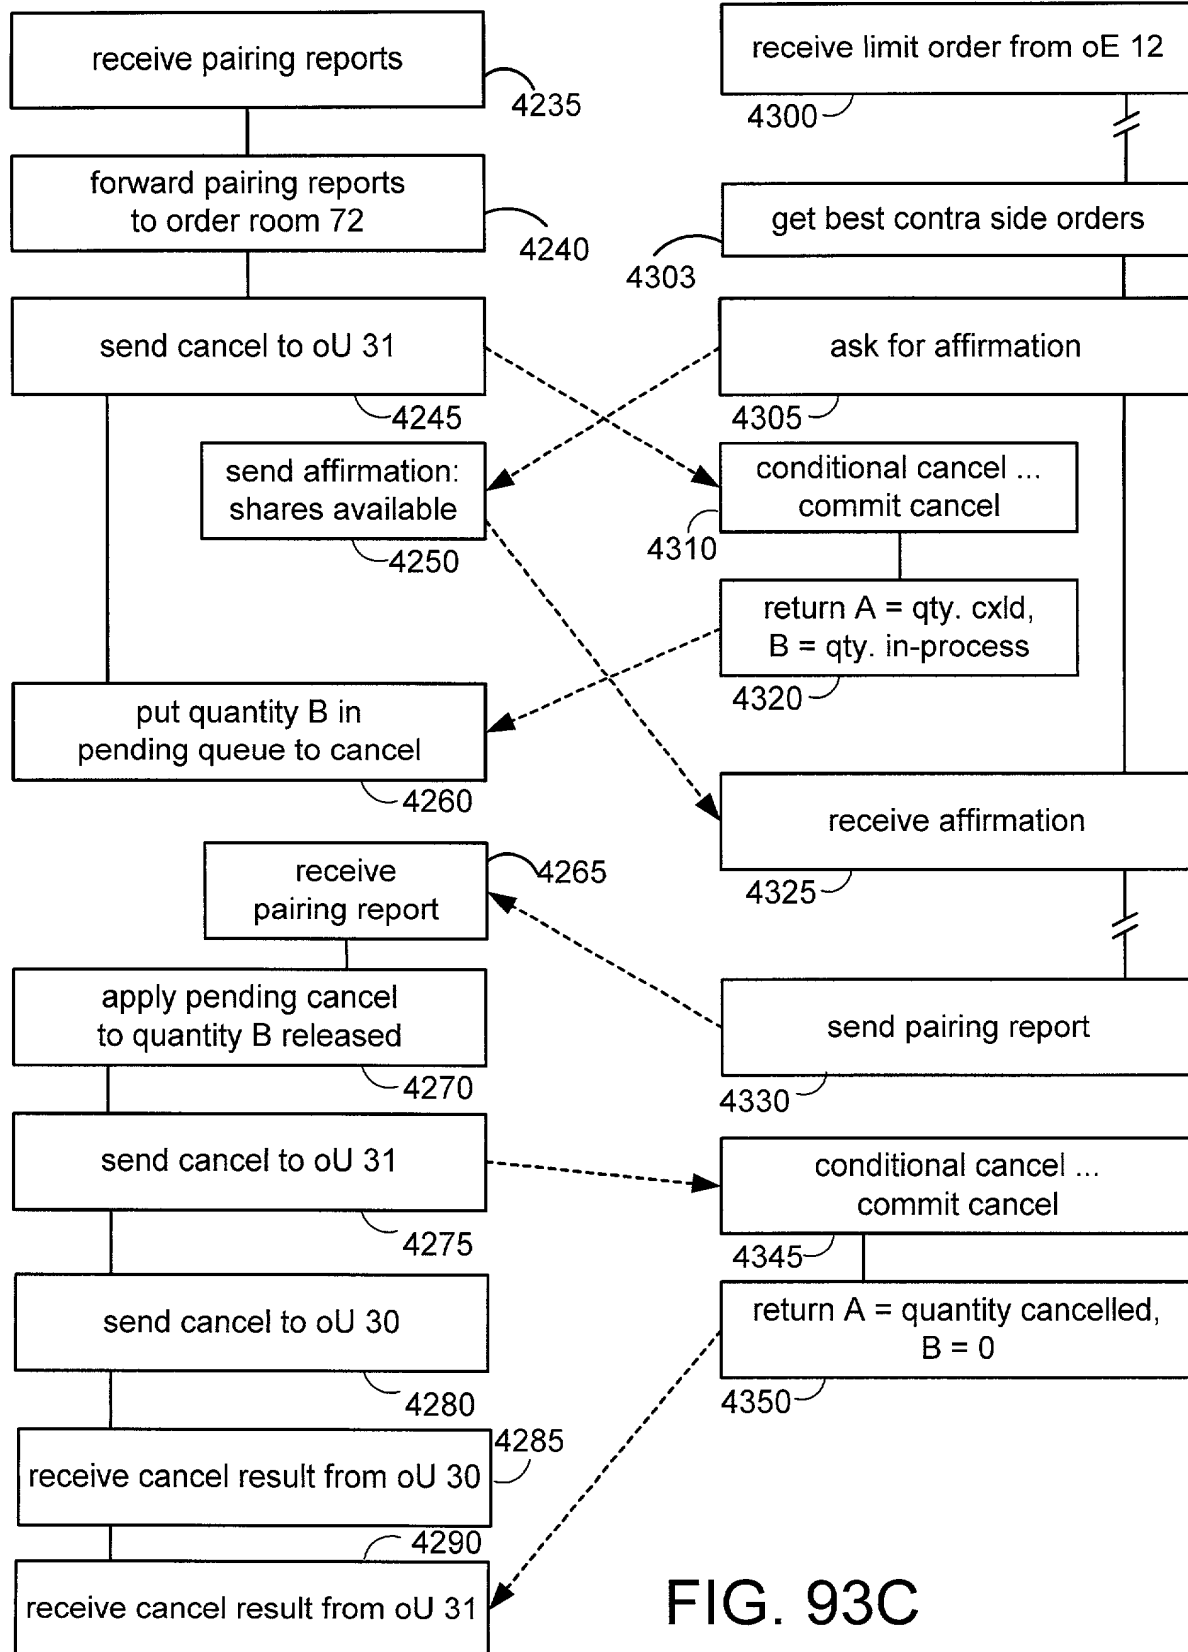 receive pairing reports
4235
forward pairing reports
to order room 72
4240
send cancel to oU 31
4245
send affirmation:
shares available
4250
put quantity B in
pending queue to cancel
4260
receive
pairing report
4265
apply pending cancel
to quantity B released
4270
send cancel to oU 31
4275
send cancel to oU 30
4280
receive cancel result from oU 30
4285
4290
receive cancel result from oU 31
receive limit order from oE 12
4300
get best contra side orders
4303
ask for affirmation
4305
conditional cancel ...
commit cancel
4310
return A = qty. cxld,
B = qty. in-process
4320
receive affirmation
4325
send pairing report
4330
conditional cancel ...
commit cancel
4345
return A = quantity cancelled,
B = 0
4350
FIG. 93C